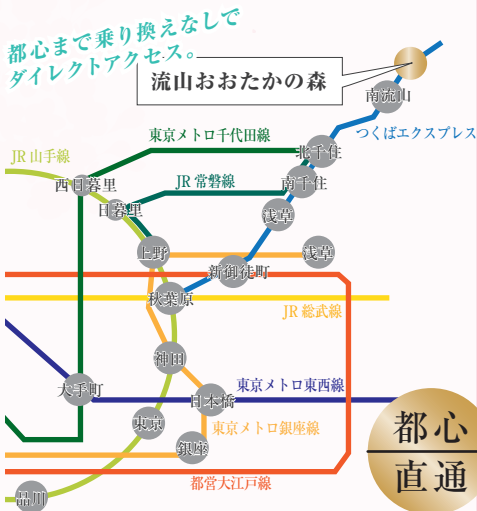 都心まで乗り換えなしで
ダイレクトアクセス。
流山おおたかの森
南流山
つくばエクスプレス
東京メトロ千代田線
北千住
JR 山手線
西日暮里
JR 常磐線
南千住
日暮里
浅草
上野
浅草
新御徒町
秋葉原
JR 総武線
神田
大手町
東京メトロ東西線
日本橋
東京
東京メトロ銀座線
銀座
都営大江戸線
品川
都心
直通